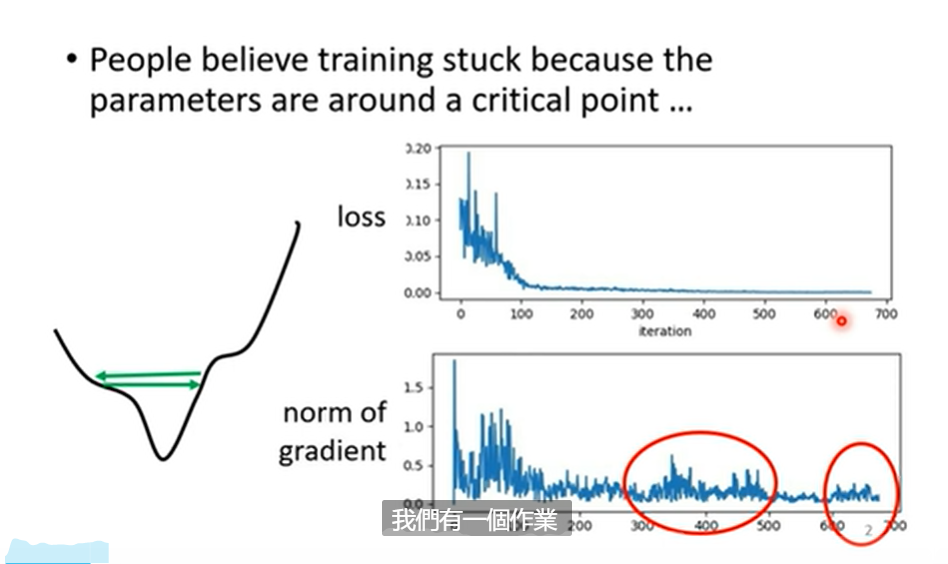 • People believe training stuck because the
parameters are around a critical point ...
loss
0.20
0.15
0.10
0.05
0.00
0 100 200 300 400 500 600 700
iteration
norm of
gradient
1.5
1.0
0.5
0.0
200 300 400 500 600 700
我們有一個作業
2